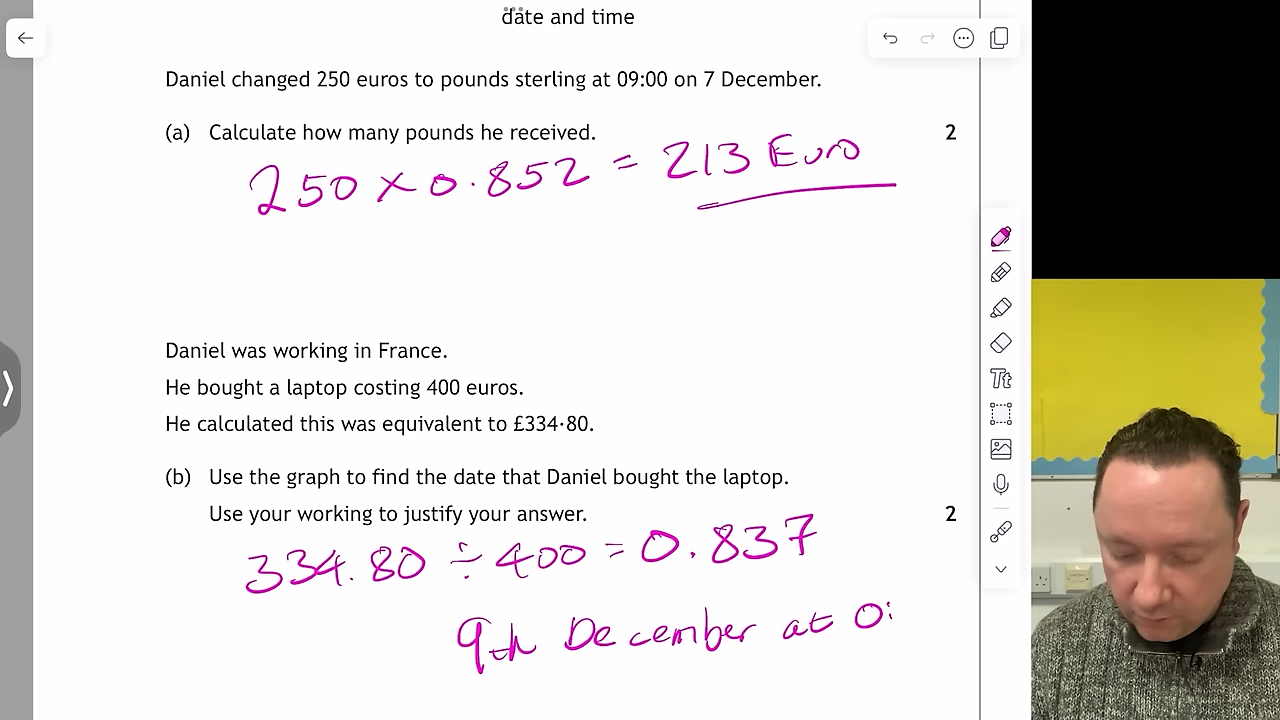 date and time
Daniel changed 250 euros to pounds sterling at 09:00 on 7 December.
(a) Calculate how many pounds he received. 2
250 × 0.852 = 213 Euro
Daniel was working in France.
He bought a laptop costing 400 euros.
He calculated this was equivalent to £334·80.
(b) Use the graph to find the date that Daniel bought the laptop.
Use your working to justify your answer. 2
334.80 ÷ 400 = 0.837
9th December at 0:
Tt